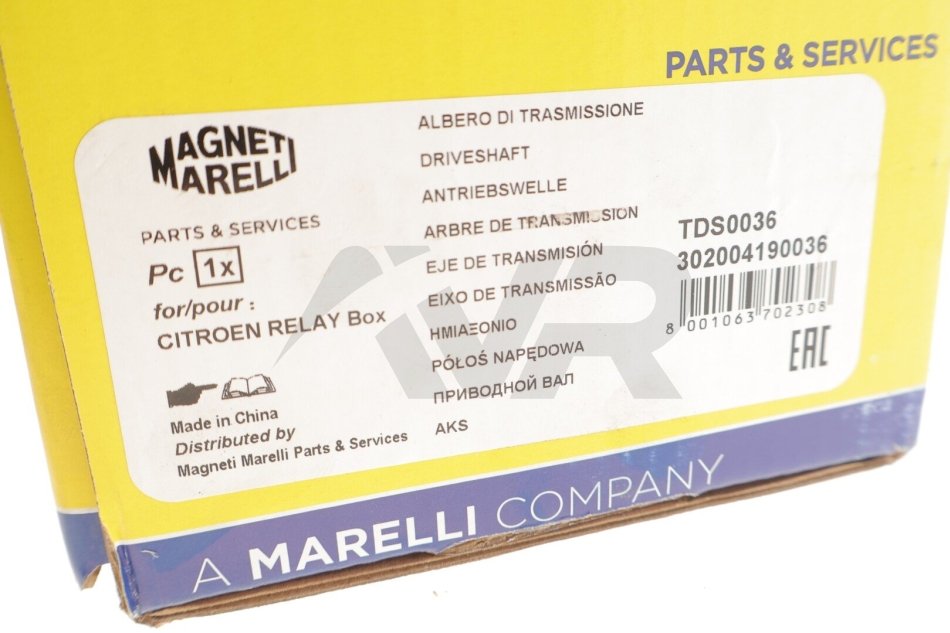 PARTS & SERVICES
MAGNETI
MARELLI
PARTS & SERVICES
Pc 1x
for/pour :
CITROEN RELAY Box
Made in China
Distributed by
Magneti Marelli Parts & Services
ALBERO DI TRASMISSIONE
DRIVESHAFT
ANTRIEBSWELLE
ARBRE DE TRANSMISSION
EJE DE TRANSMISIÓN
EIXO DE TRANSMISSÃO
ΗΜΙΑΞΟΝΙΟ
PÓŁOŚ NAPĘDOWA
ПРИВОДНОЙ ВАЛ
AKS
TDS0036
302004190036
8 001063 702308
EAC
AVR
A MARELLI COMPANY